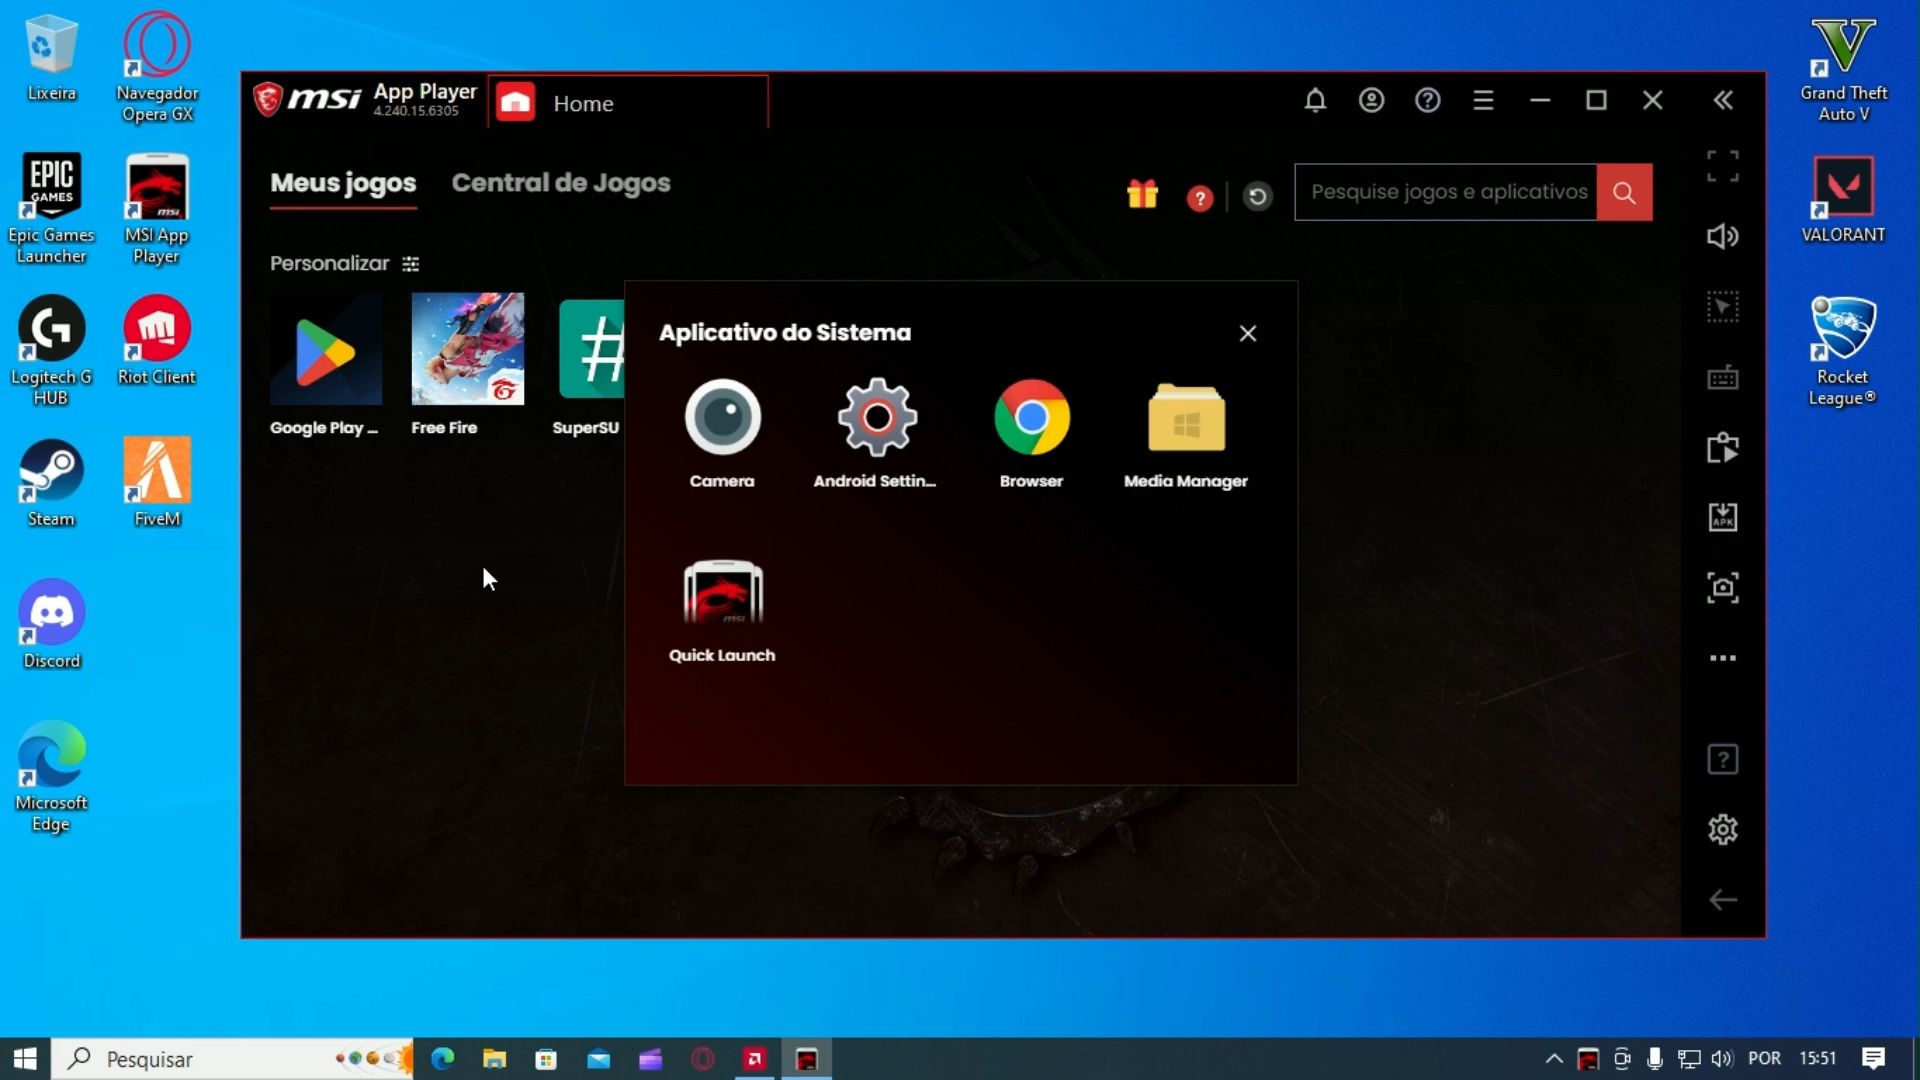 Lixeira
Navegador
Opera GX
EPIC
GAMES
Epic Games
Launcher
msi
MSI App
Player
Logitech G
HUB
Riot Client
Steam
FiveM
Discord
Microsoft
Edge
msi
App Player
4.240.15.6305
Home
Meus jogos
Central de Jogos
Pesquise jogos e aplicativos
Personalizar
Google Play ...
Free Fire
SuperSU
Aplicativo do Sistema
Camera
Android Settin...
Browser
Media Manager
msi
Quick Launch
APK
Grand Theft
Auto V
VALORANT
Rocket
League®
Pesquisar
POR
15:51